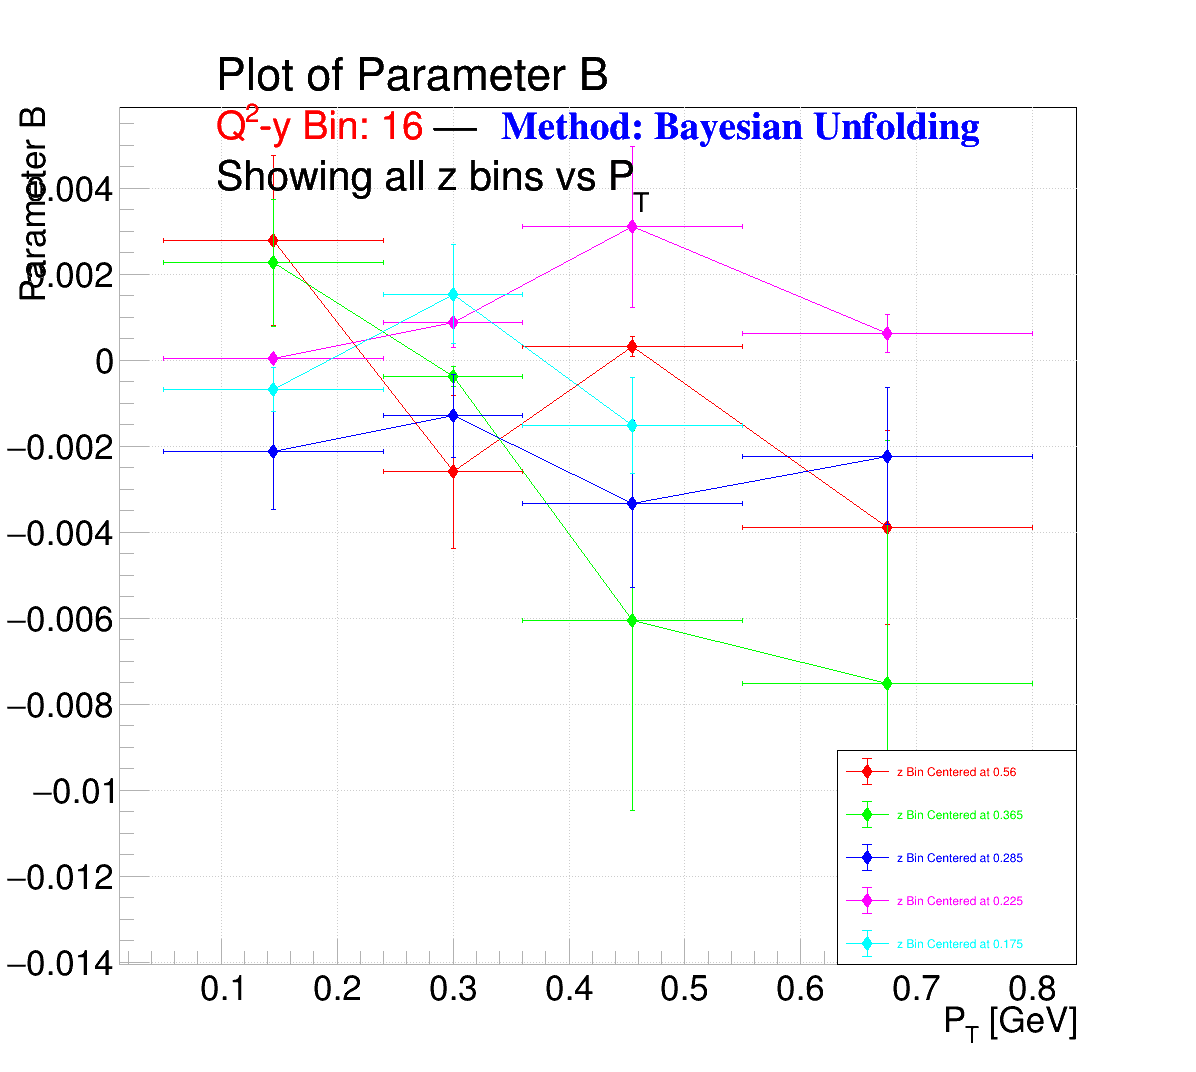 Plot of Parameter B
Q²-y Bin: 16 — Method: Bayesian Unfolding
Showing all z bins vs P_T
Parameter B
0.004
0.002
0
−0.002
−0.004
−0.006
−0.008
−0.01
−0.012
−0.014
z Bin Centered at 0.56
z Bin Centered at 0.365
z Bin Centered at 0.285
z Bin Centered at 0.225
z Bin Centered at 0.175
0.1 0.2 0.3 0.4 0.5 0.6 0.7 0.8
P_T [GeV]